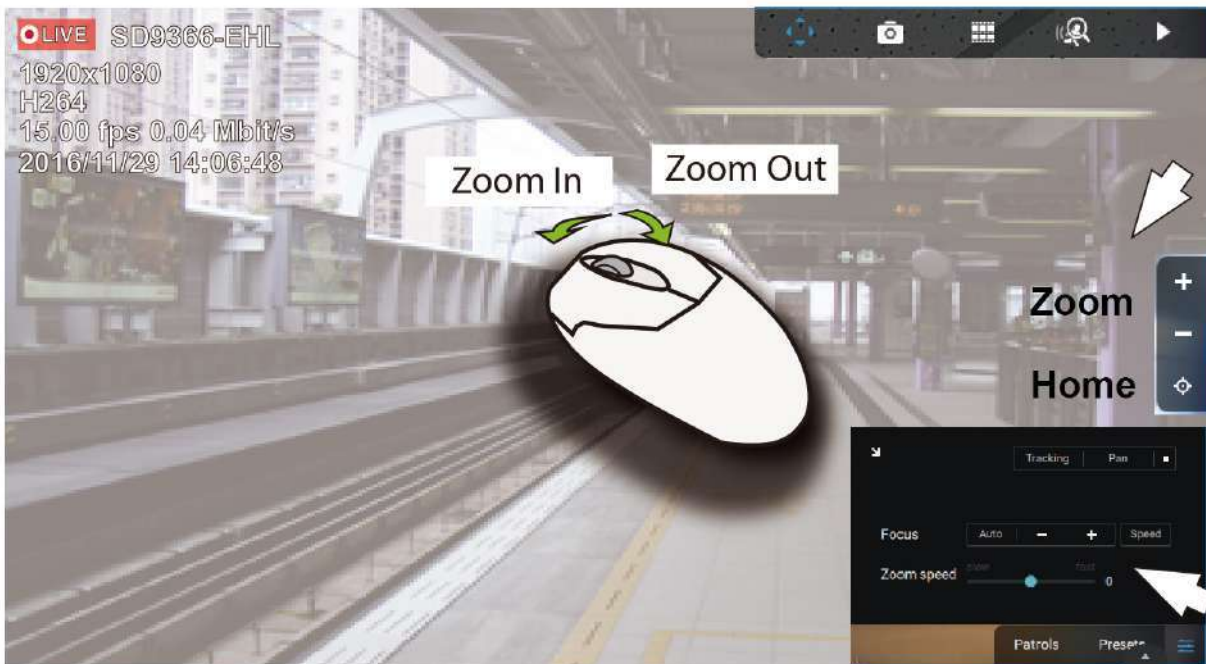 LIVE SD9366-EHL
1920x1080
H264
15.00 fps 0.04 Mbit/s
2016/11/29 14:06:48
Zoom In
Zoom Out
Zoom
+
−
Home
Tracking Pan
Focus Auto − + Speed
Zoom speed slow fast 0
Patrols Presets